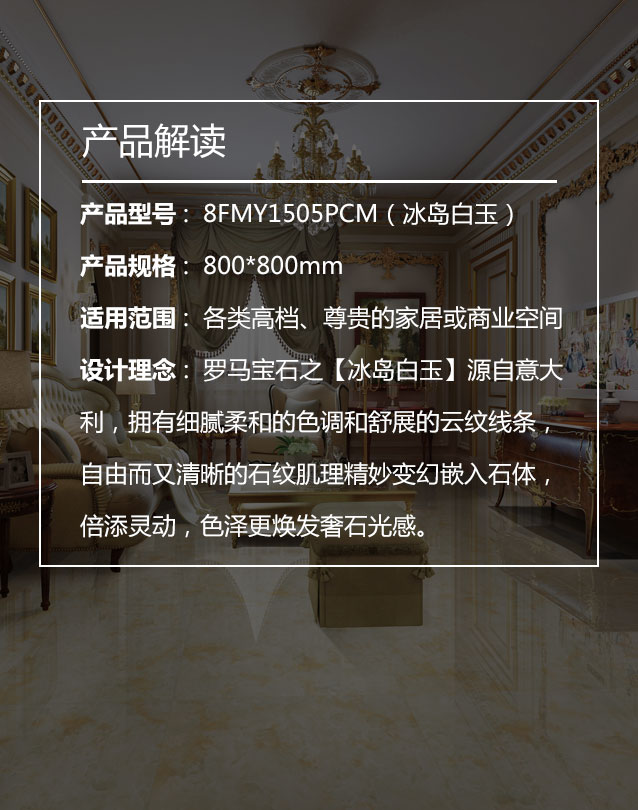 产品解读
产品型号：8FMY1505PCM（冰岛白玉）
产品规格：800*800mm
适用范围：各类高档、尊贵的家居或商业空间
设计理念：罗马宝石之【冰岛白玉】源自意大
利，拥有细腻柔和的色调和舒展的云纹线条，
自由而又清晰的石纹肌理精妙变幻嵌入石体，
倍添灵动，色泽更焕发奢石光感。